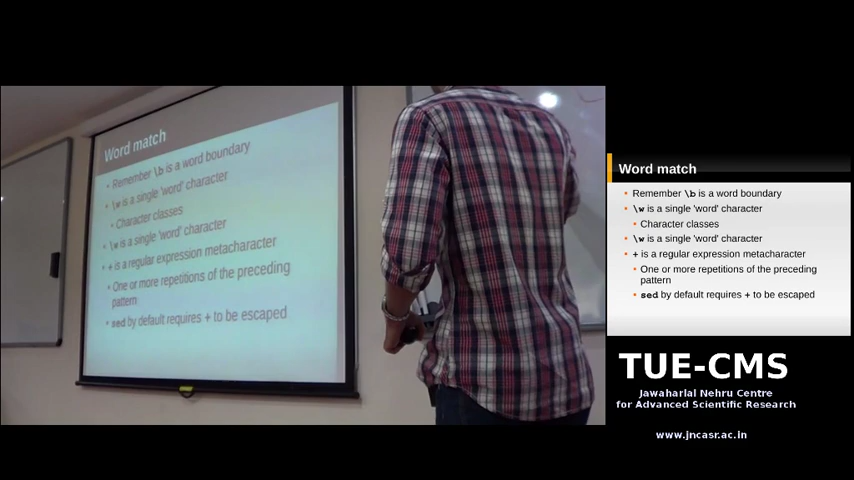 Word match
Remember \b is a word boundary
\w is a single 'word' character
Character classes
\w is a single 'word' character
+ is a regular expression metacharacter
One or more repetitions of the preceding
pattern
sed by default requires + to be escaped
Word match
Remember \b is a word boundary
\w is a single 'word' character
Character classes
\w is a single 'word' character
+ is a regular expression metacharacter
One or more repetitions of the preceding
pattern
sed by default requires + to be escaped
TUE-CMS
Jawaharlal Nehru Centre
for Advanced Scientific Research
www.jncasr.ac.in